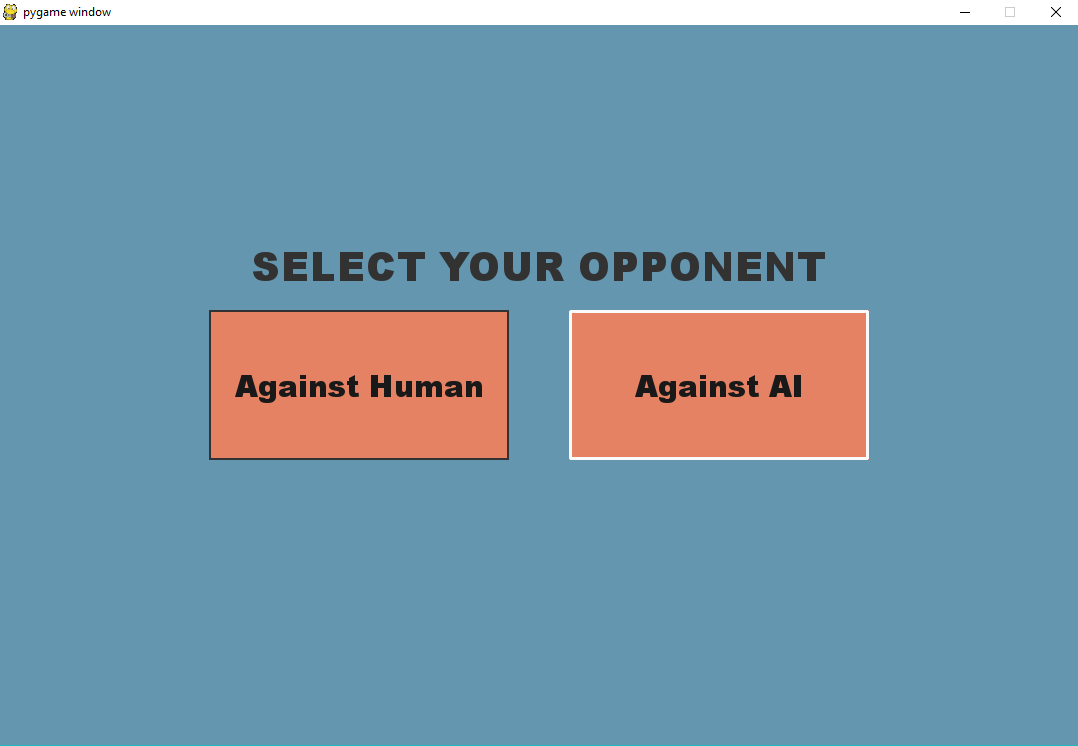 pygame window
SELECT YOUR OPPONENT
Against Human
Against AI